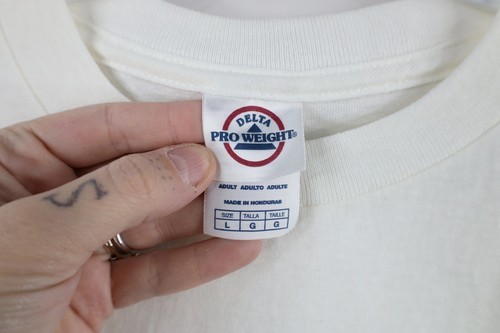 DELTA
PRO WEIGHT®
ADULT ADULTO ADULTE
MADE IN HONDURAS
SIZE TALLA TAILLE
L G G